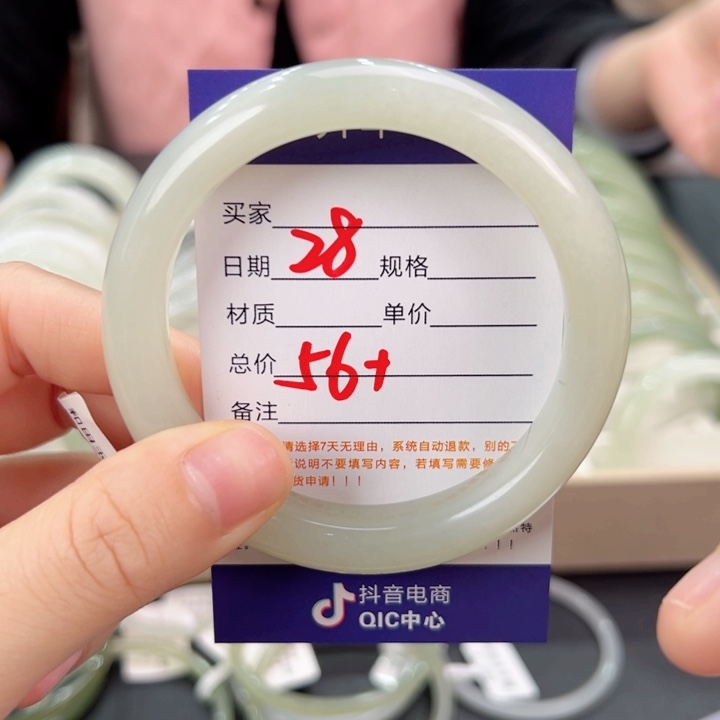 买家
日期 28 规格
材质 单价
总价 56+
备注
请选择7天无理由，系统自动退款，别的
说明不要填写内容，若填写需要修
货申请！！！
抖音电商
QIC中心